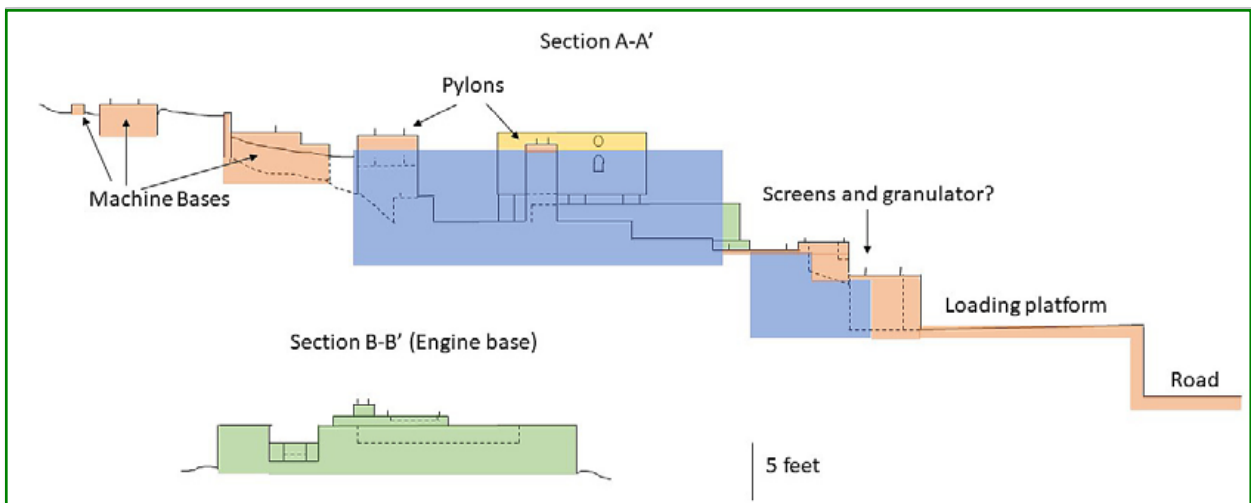 Section A-A’
Pylons
Machine Bases
Screens and granulator?
Loading platform
Section B-B’ (Engine base)
Road
5 feet